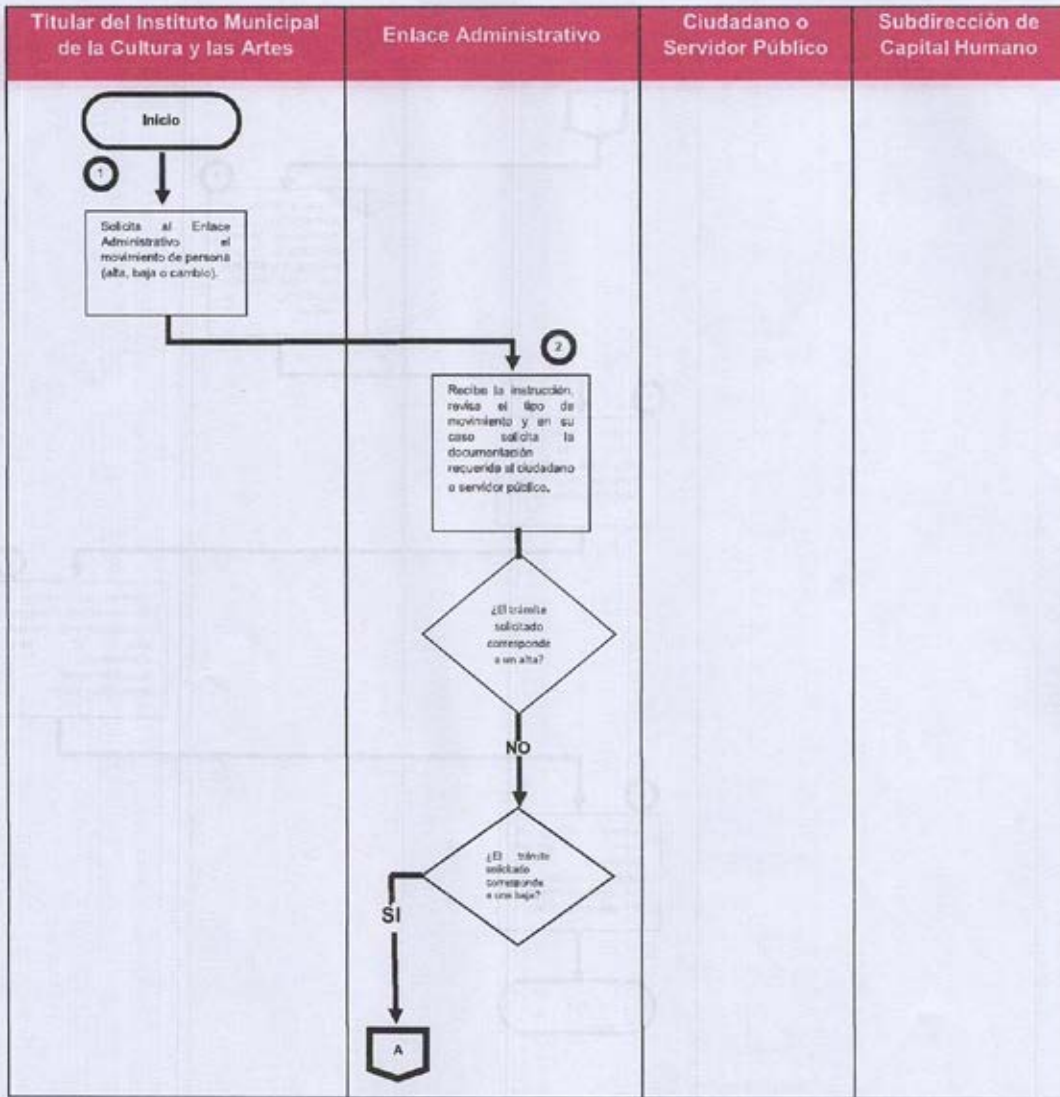 Titular del Instituto Municipal
de la Cultura y las Artes
Enlace Administrativo
Ciudadano o
Servidor Público
Subdirección de
Capital Humano
Inicio
1
Solicita al Enlace
Administrativo el
movimiento de persona
(alta, baja o cambio).
2
Recibe la instrucción,
revisa el tipo de
movimiento y en su
caso solicita la
documentación
requerida al ciudadano
o servidor público.
¿El trámite
solicitado
corresponde
a un alta?
NO
¿El trámite
solicitado
corresponde
a una baja?
SI
A